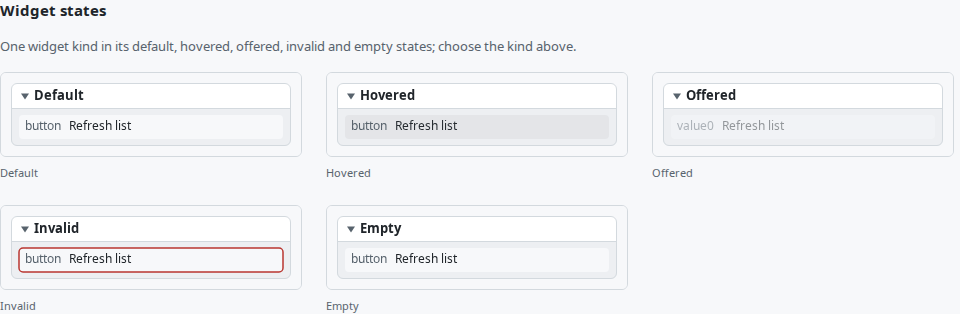 Widget states
One widget kind in its default, hovered, offered, invalid and empty states; choose the kind above.
Default
button Refresh list
Default
Hovered
button Refresh list
Hovered
Offered
value0 Refresh list
Offered
Invalid
button Refresh list
Invalid
Empty
button Refresh list
Empty